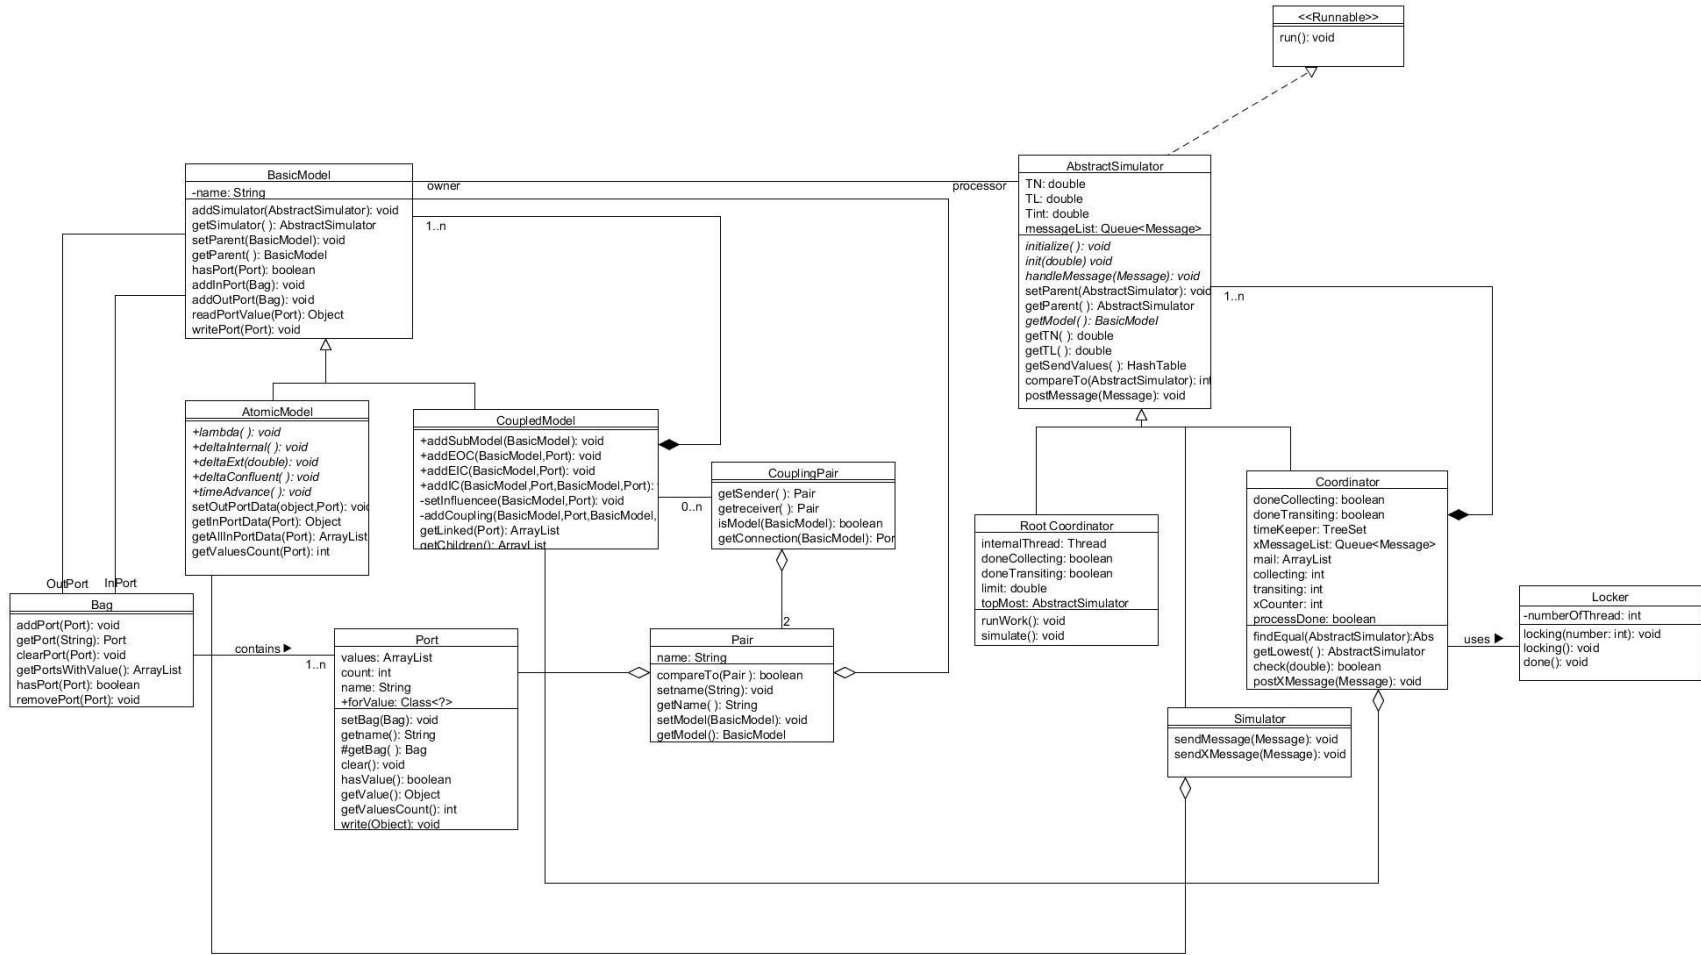 <<Runnable>>
run(): void
BasicModel
-name: String
addSimulator(AbstractSimulator): void
getSimulator( ): AbstractSimulator
setParent(BasicModel): void
getParent( ): BasicModel
hasPort(Port): boolean
addInPort(Bag): void
addOutPort(Bag): void
readPortValue(Port): Object
writePort(Port): void
owner
processor
1..n
AbstractSimulator
TN: double
TL: double
Tint: double
messageList: Queue<Message>
initialize( ): void
init(double) void
handleMessage(Message): void
setParent(AbstractSimulator): void
getParent( ): AbstractSimulator
getModel( ): BasicModel
getTN( ): double
getTL( ): double
getSendValues( ): HashTable
compareTo(AbstractSimulator): int
postMessage(Message): void
1..n
AtomicModel
+lambda( ): void
+deltaInternal( ): void
+deltaExt(double): void
+deltaConfluent( ): void
+timeAdvance( ): void
setOutPortData(object,Port): void
getInPortData(Port): Object
getAllInPortData(Port): ArrayList
getValuesCount(Port): int
CoupledModel
+addSubModel(BasicModel): void
+addEOC(BasicModel,Port): void
+addEIC(BasicModel,Port): void
+addIC(BasicModel,Port,BasicModel,Port):
-setInfluencee(BasicModel,Port): void
-addCoupling(BasicModel,Port,BasicModel,
getLinked(Port): ArrayList
getChildren(): ArrayList
0..n
CouplingPair
getSender( ): Pair
getreceiver( ): Pair
isModel(BasicModel): boolean
getConnection(BasicModel): Por
2
Root Coordinator
internalThread: Thread
doneCollecting: boolean
doneTransiting: boolean
limit: double
topMost: AbstractSimulator
runWork(): void
simulate(): void
Coordinator
doneCollecting: boolean
doneTransiting: boolean
timeKeeper: TreeSet
xMessageList: Queue<Message>
mail: ArrayList
collecting: int
transiting: int
xCounter: int
processDone: boolean
findEqual(AbstractSimulator):Abs
getLowest( ): AbstractSimulator
check(double): boolean
postXMessage(Message): void
uses
Locker
-numberOfThread: int
locking(number: int): void
locking(): void
done(): void
OutPort
InPort
Bag
addPort(Port): void
getPort(String): Port
clearPort(Port): void
getPortsWithValue(): ArrayList
hasPort(Port): boolean
removePort(Port): void
contains
1..n
Port
values: ArrayList
count: int
name: String
+forValue: Class<?>
setBag(Bag): void
getname(): String
#getBag( ): Bag
clear(): void
hasValue(): boolean
getValue(): Object
getValuesCount(): int
write(Object): void
Pair
name: String
compareTo(Pair ): boolean
setname(String): void
getName( ): String
setModel(BasicModel): void
getModel(): BasicModel
Simulator
sendMessage(Message): void
sendXMessage(Message): void